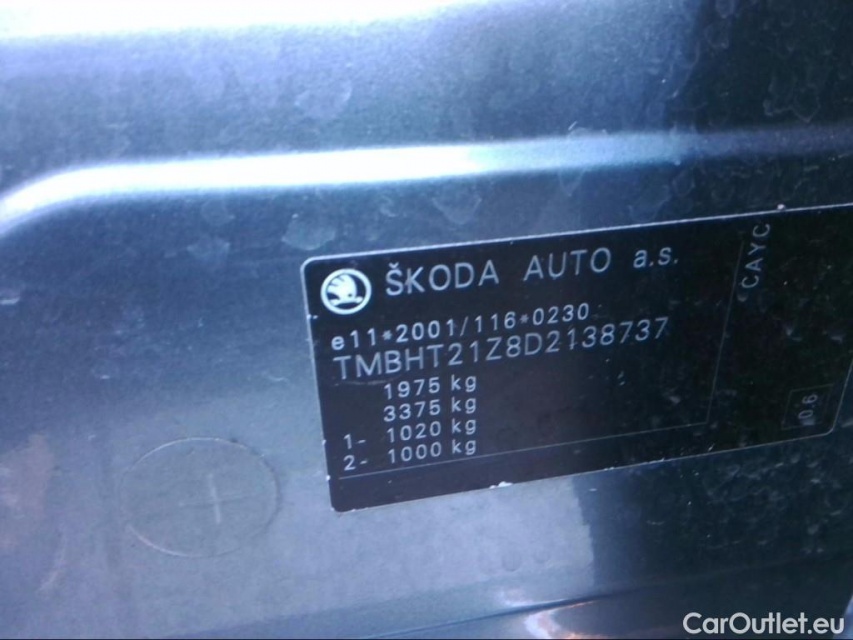 ŠKODA AUTO a.s.
e11*2001/116*0230
TMBHT21Z8D2138737
1975 kg
3375 kg
1- 1020 kg
2- 1000 kg
CAYC
CarOutlet.eu